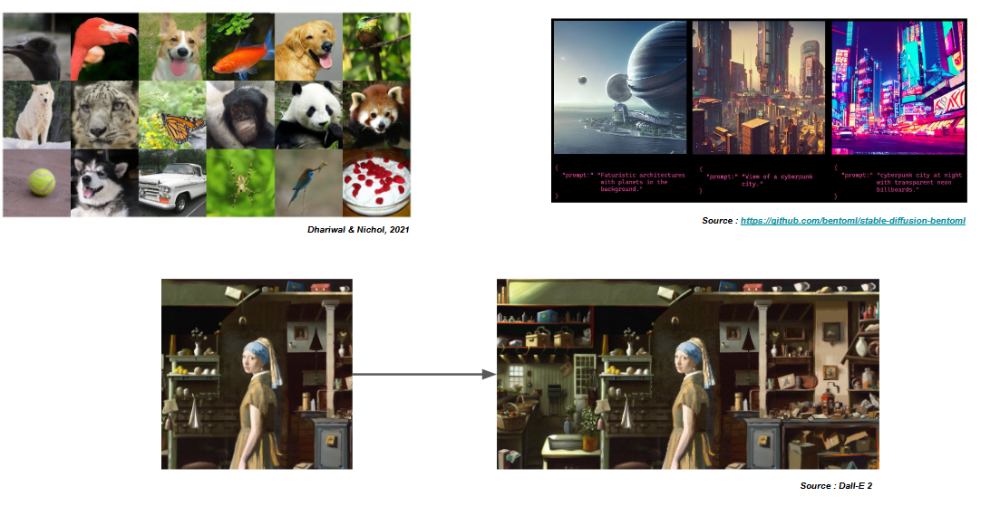 {
"prompt:" "Futuristic architectures
with planets in the
background."
}
{
"prompt:" "View of a cyberpunk
city."
}
{
"prompt:" "cyberpunk city at night
with transparent neon
billboards."
}
Dhariwal & Nichol, 2021
Source : https://github.com/bentoml/stable-diffusion-bentoml
Source : Dall-E 2